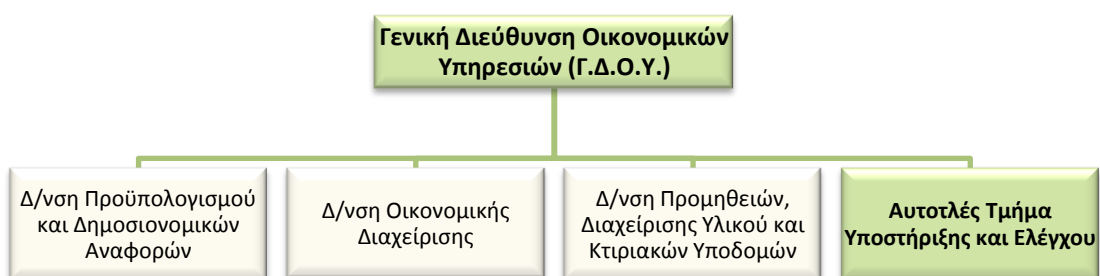 Γενική Διεύθυνση Οικονομικών
Υπηρεσιών (Γ.Δ.Ο.Υ.)
Δ/νση Προϋπολογισμού
και Δημοσιονομικών
Αναφορών
Δ/νση Οικονομικής
Διαχείρισης
Δ/νση Προμηθειών,
Διαχείρισης Υλικού και
Κτιριακών Υποδομών
Αυτοτλές Τμήμα
Υποστήριξης και Ελέγχου